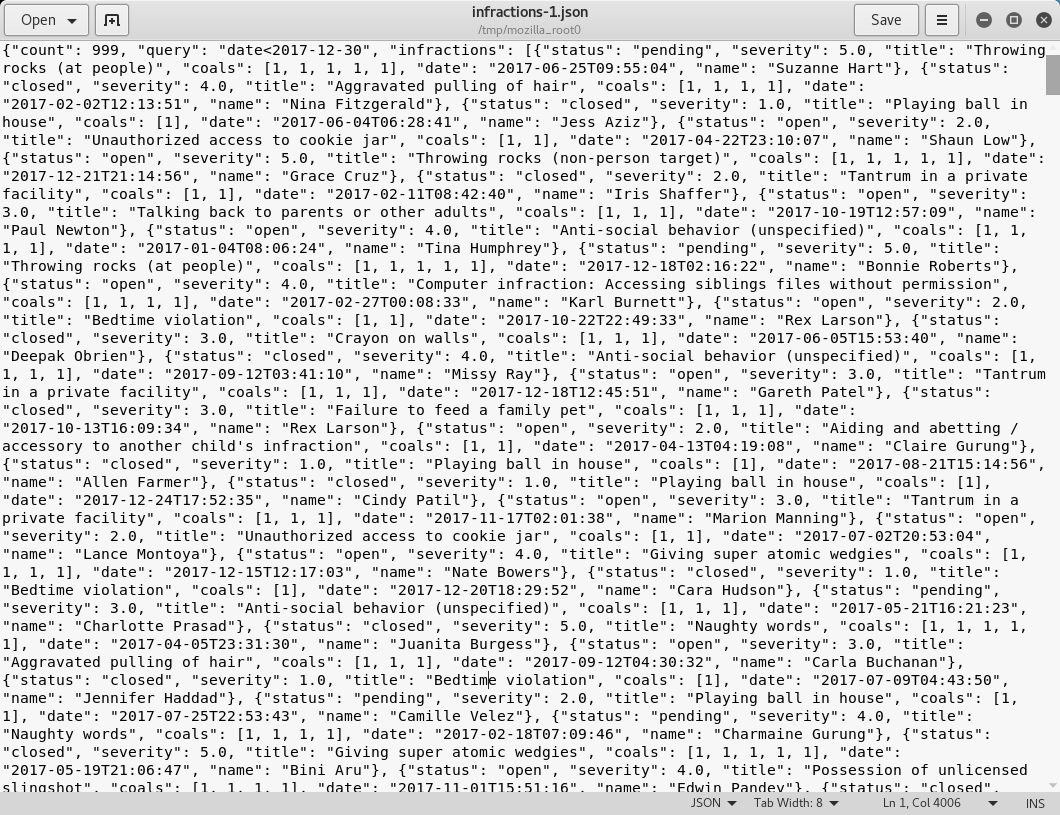 Open
infractions-1.json
/tmp/mozilla_root0
Save
{"count": 999, "query": "date<2017-12-30", "infractions": [{"status": "pending", "severity": 5.0, "title": "Throwing
rocks (at people)", "coals": [1, 1, 1, 1, 1], "date": "2017-06-25T09:55:04", "name": "Suzanne Hart"}, {"status":
"closed", "severity": 4.0, "title": "Aggravated pulling of hair", "coals": [1, 1, 1, 1], "date":
"2017-02-02T12:13:51", "name": "Nina Fitzgerald"}, {"status": "closed", "severity": 1.0, "title": "Playing ball in
house", "coals": [1], "date": "2017-06-04T06:28:41", "name": "Jess Aziz"}, {"status": "open", "severity": 2.0,
"title": "Unauthorized access to cookie jar", "coals": [1, 1], "date": "2017-04-22T23:10:07", "name": "Shaun Low"},
{"status": "open", "severity": 5.0, "title": "Throwing rocks (non-person target)", "coals": [1, 1, 1, 1, 1], "date":
"2017-12-21T21:14:56", "name": "Grace Cruz"}, {"status": "closed", "severity": 2.0, "title": "Tantrum in a private
facility", "coals": [1, 1], "date": "2017-02-11T08:42:40", "name": "Iris Shaffer"}, {"status": "open", "severity":
3.0, "title": "Talking back to parents or other adults", "coals": [1, 1, 1], "date": "2017-10-19T12:57:09", "name":
"Paul Newton"}, {"status": "open", "severity": 4.0, "title": "Anti-social behavior (unspecified)", "coals": [1, 1,
1, 1], "date": "2017-01-04T08:06:24", "name": "Tina Humphrey"}, {"status": "pending", "severity": 5.0, "title":
"Throwing rocks (at people)", "coals": [1, 1, 1, 1, 1], "date": "2017-12-18T02:16:22", "name": "Bonnie Roberts"},
{"status": "open", "severity": 4.0, "title": "Computer infraction: Accessing siblings files without permission",
"coals": [1, 1, 1, 1], "date": "2017-02-27T00:08:33", "name": "Karl Burnett"}, {"status": "open", "severity": 2.0,
"title": "Bedtime violation", "coals": [1, 1], "date": "2017-10-22T22:49:33", "name": "Rex Larson"}, {"status":
"closed", "severity": 3.0, "title": "Crayon on walls", "coals": [1, 1, 1], "date": "2017-06-05T15:53:40", "name":
"Deepak Obrien"}, {"status": "closed", "severity": 4.0, "title": "Anti-social behavior (unspecified)", "coals": [1,
1, 1, 1], "date": "2017-09-12T03:41:10", "name": "Missy Ray"}, {"status": "open", "severity": 3.0, "title": "Tantrum
in a private facility", "coals": [1, 1, 1], "date": "2017-12-18T12:45:51", "name": "Gareth Patel"}, {"status":
"closed", "severity": 3.0, "title": "Failure to feed a family pet", "coals": [1, 1, 1], "date":
"2017-10-13T16:09:34", "name": "Rex Larson"}, {"status": "open", "severity": 2.0, "title": "Aiding and abetting /
accessory to another child's infraction", "coals": [1, 1], "date": "2017-04-13T04:19:08", "name": "Claire Gurung"},
{"status": "closed", "severity": 1.0, "title": "Playing ball in house", "coals": [1], "date": "2017-08-21T15:14:56",
"name": "Allen Farmer"}, {"status": "closed", "severity": 1.0, "title": "Playing ball in house", "coals": [1],
"date": "2017-12-24T17:52:35", "name": "Cindy Patil"}, {"status": "open", "severity": 3.0, "title": "Tantrum in a
private facility", "coals": [1, 1, 1], "date": "2017-11-17T02:01:38", "name": "Marion Manning"}, {"status": "open",
"severity": 2.0, "title": "Unauthorized access to cookie jar", "coals": [1, 1], "date": "2017-07-02T20:53:04",
"name": "Lance Montoya"}, {"status": "open", "severity": 4.0, "title": "Giving super atomic wedgies", "coals": [1,
1, 1, 1], "date": "2017-12-15T12:17:03", "name": "Nate Bowers"}, {"status": "closed", "severity": 1.0, "title":
"Bedtime violation", "coals": [1], "date": "2017-12-20T18:29:52", "name": "Cara Hudson"}, {"status": "pending",
"severity": 3.0, "title": "Anti-social behavior (unspecified)", "coals": [1, 1, 1], "date": "2017-05-21T16:21:23",
"name": "Charlotte Prasad"}, {"status": "closed", "severity": 5.0, "title": "Naughty words", "coals": [1, 1, 1, 1,
1], "date": "2017-04-05T23:31:30", "name": "Juanita Burgess"}, {"status": "open", "severity": 3.0, "title":
"Aggravated pulling of hair", "coals": [1, 1, 1], "date": "2017-09-12T04:30:32", "name": "Carla Buchanan"},
{"status": "closed", "severity": 1.0, "title": "Bedtime violation", "coals": [1], "date": "2017-07-09T04:43:50",
"name": "Jennifer Haddad"}, {"status": "pending", "severity": 2.0, "title": "Playing ball in house", "coals": [1,
1], "date": "2017-07-25T22:53:43", "name": "Camille Velez"}, {"status": "pending", "severity": 4.0, "title":
"Naughty words", "coals": [1, 1, 1, 1], "date": "2017-02-18T07:09:46", "name": "Charmaine Gurung"}, {"status":
"closed", "severity": 5.0, "title": "Giving super atomic wedgies", "coals": [1, 1, 1, 1, 1], "date":
"2017-05-19T21:06:47", "name": "Bini Aru"}, {"status": "open", "severity": 4.0, "title": "Possession of unlicensed
slingshot", "coals": [1, 1, 1, 1], "date": "2017-11-01T15:51:16", "name": "Edwin Pandey"}, {"status": "closed",
JSON
Tab Width: 8
Ln 1, Col 4006
INS